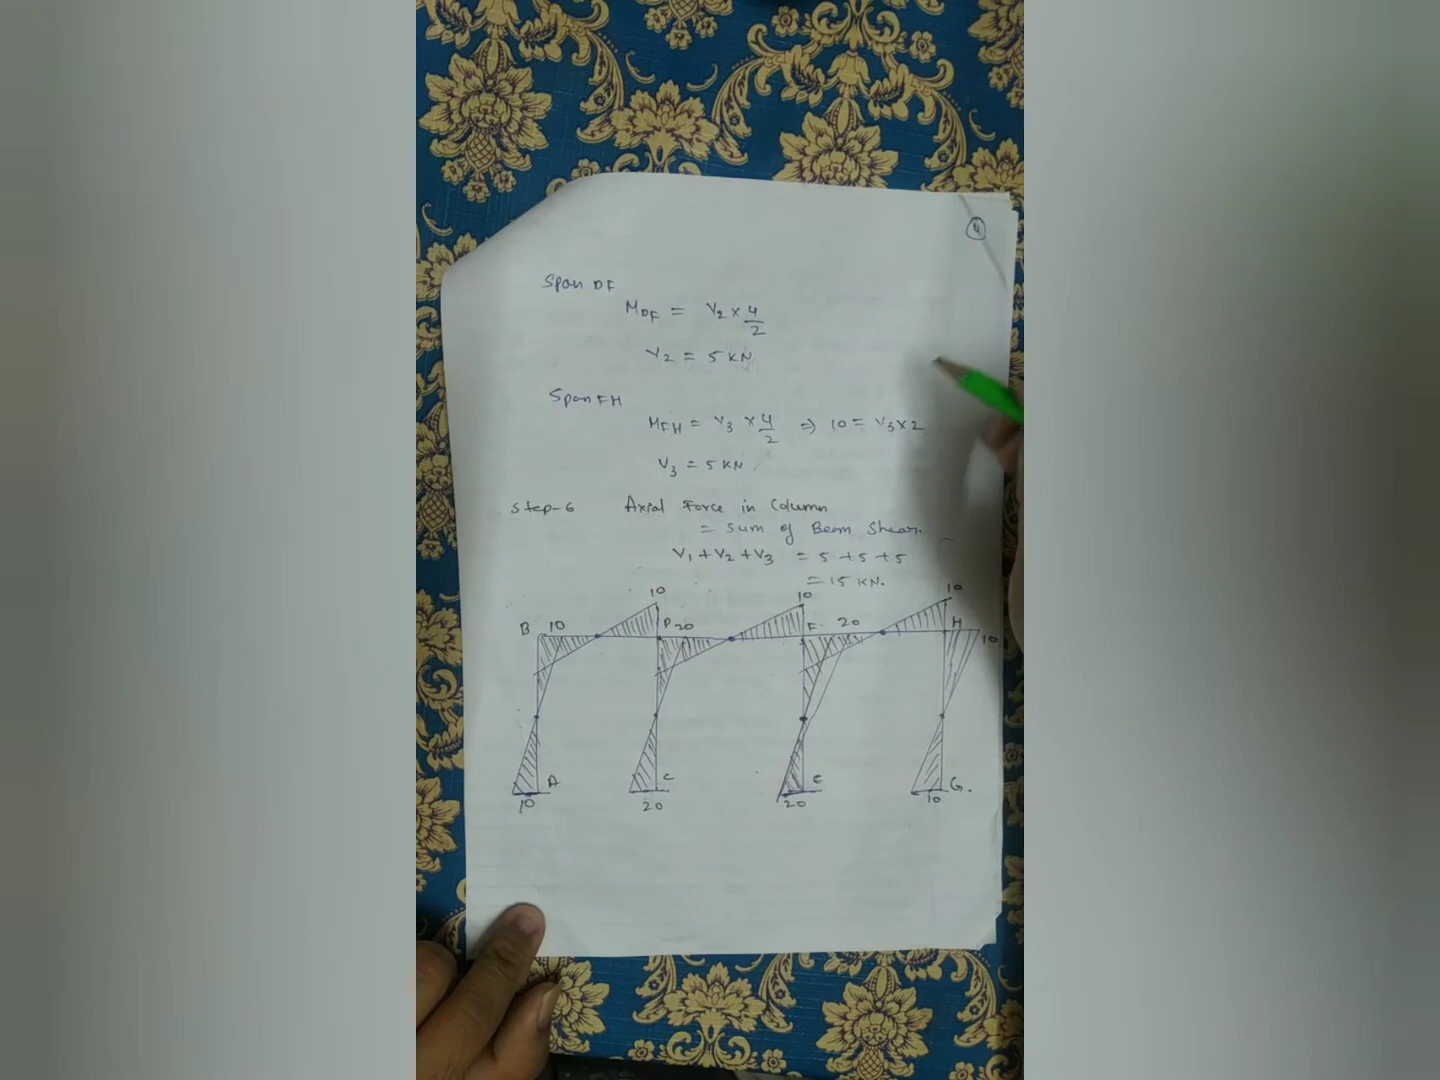 4
Span DF
MDF = V2 × 4/2
V2 = 5 KN
Span FH
MFH = V3 × 4/2 ⇒ 10 = V3 × 2
V3 = 5 KN
Step-6 Axial Force in Column
= Sum of Beam Shear.
V1 + V2 + V3 = 5 + 5 + 5
= 15 KN.
10 10 10
B 10 D 20 F 20 H 10
A C E G.
10 20 20 10